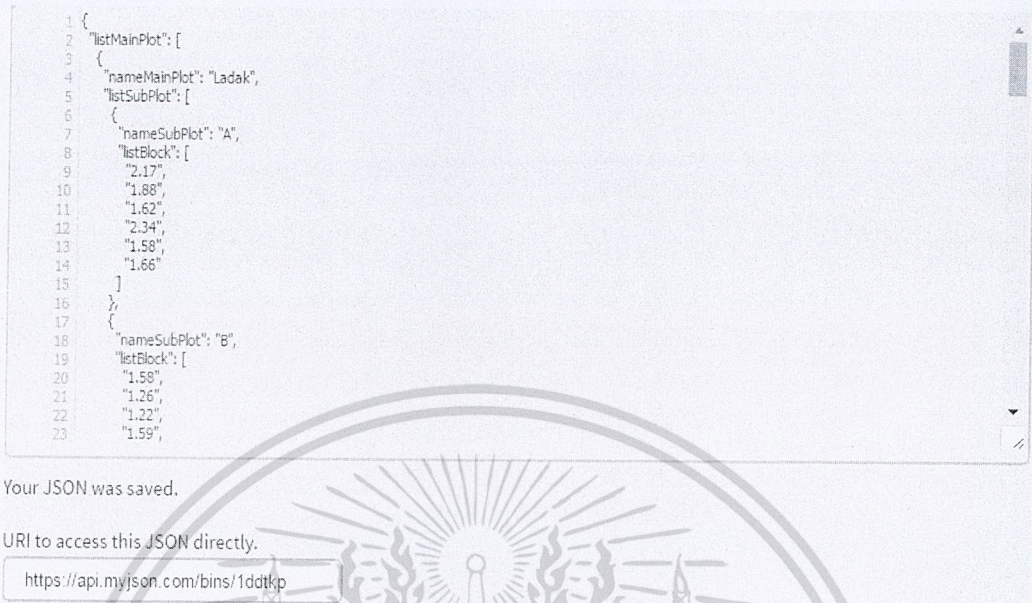 1 {
2 "listMainPlot": [
3 {
4 "nameMainPlot": "Ladak",
5 "listSubPlot": [
6 {
7 "nameSubPlot": "A",
8 "listBlock": [
9 "2.17",
10 "1.88",
11 "1.62",
12 "2.34",
13 "1.58",
14 "1.66"
15 ]
16 },
17 {
18 "nameSubPlot": "B",
19 "listBlock": [
20 "1.58",
21 "1.26",
22 "1.22",
23 "1.59",
Your JSON was saved.
URI to access this JSON directly.
https://api.myjson.com/bins/1ddtkp